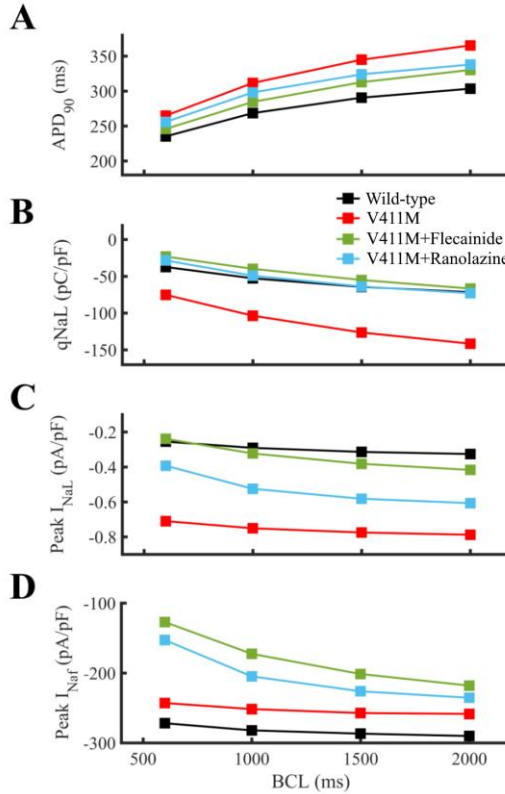 A
APD90 (ms)
350
300
250
200
Wild-type
V411M
V411M+Flecainide
V411M+Ranolazine
B
qNaL (pC/pF)
0
-50
-100
-150
C
Peak INaL (pA/pF)
-0.2
-0.4
-0.6
-0.8
D
Peak INaf (pA/pF)
-100
-200
-300
500
1000
1500
2000
BCL (ms)